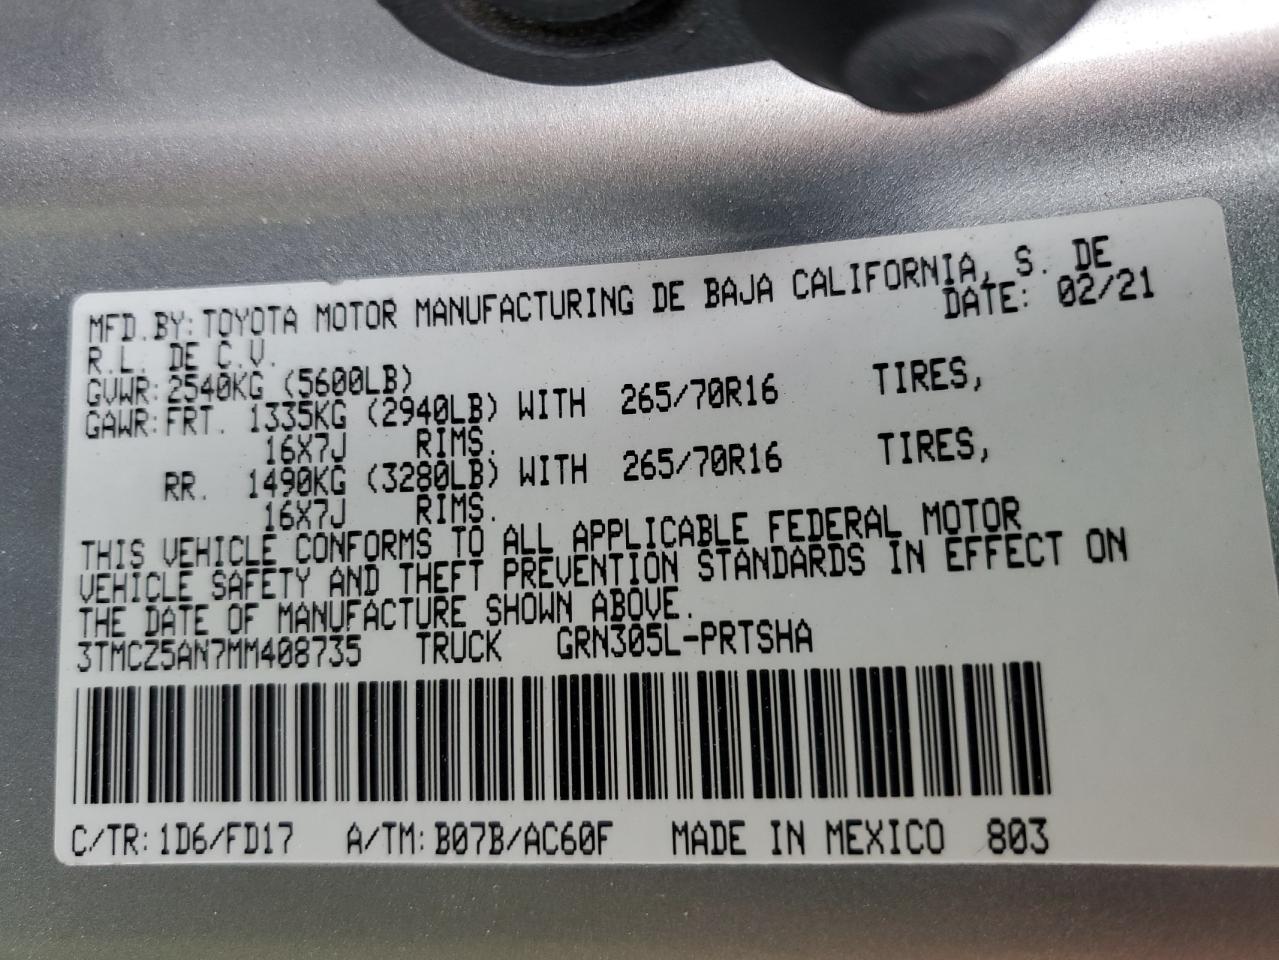 MFD.BY:TOYOTA MOTOR MANUFACTURING DE BAJA CALIFORNIA, S. DE
R.L. DE C.V. DATE: 02/21
GVWR:2540KG (5600LB)
GAWR:FRT. 1335KG (2940LB) WITH 265/70R16 TIRES,
16X7J RIMS.
RR. 1490KG (3280LB) WITH 265/70R16 TIRES,
16X7J RIMS.
THIS VEHICLE CONFORMS TO ALL APPLICABLE FEDERAL MOTOR
VEHICLE SAFETY AND THEFT PREVENTION STANDARDS IN EFFECT ON
THE DATE OF MANUFACTURE SHOWN ABOVE.
3TMCZ5AN7MM408735 TRUCK GRN305L-PRTSHA
C/TR:1D6/FD17 A/TM:B07B/AC60F MADE IN MEXICO 803